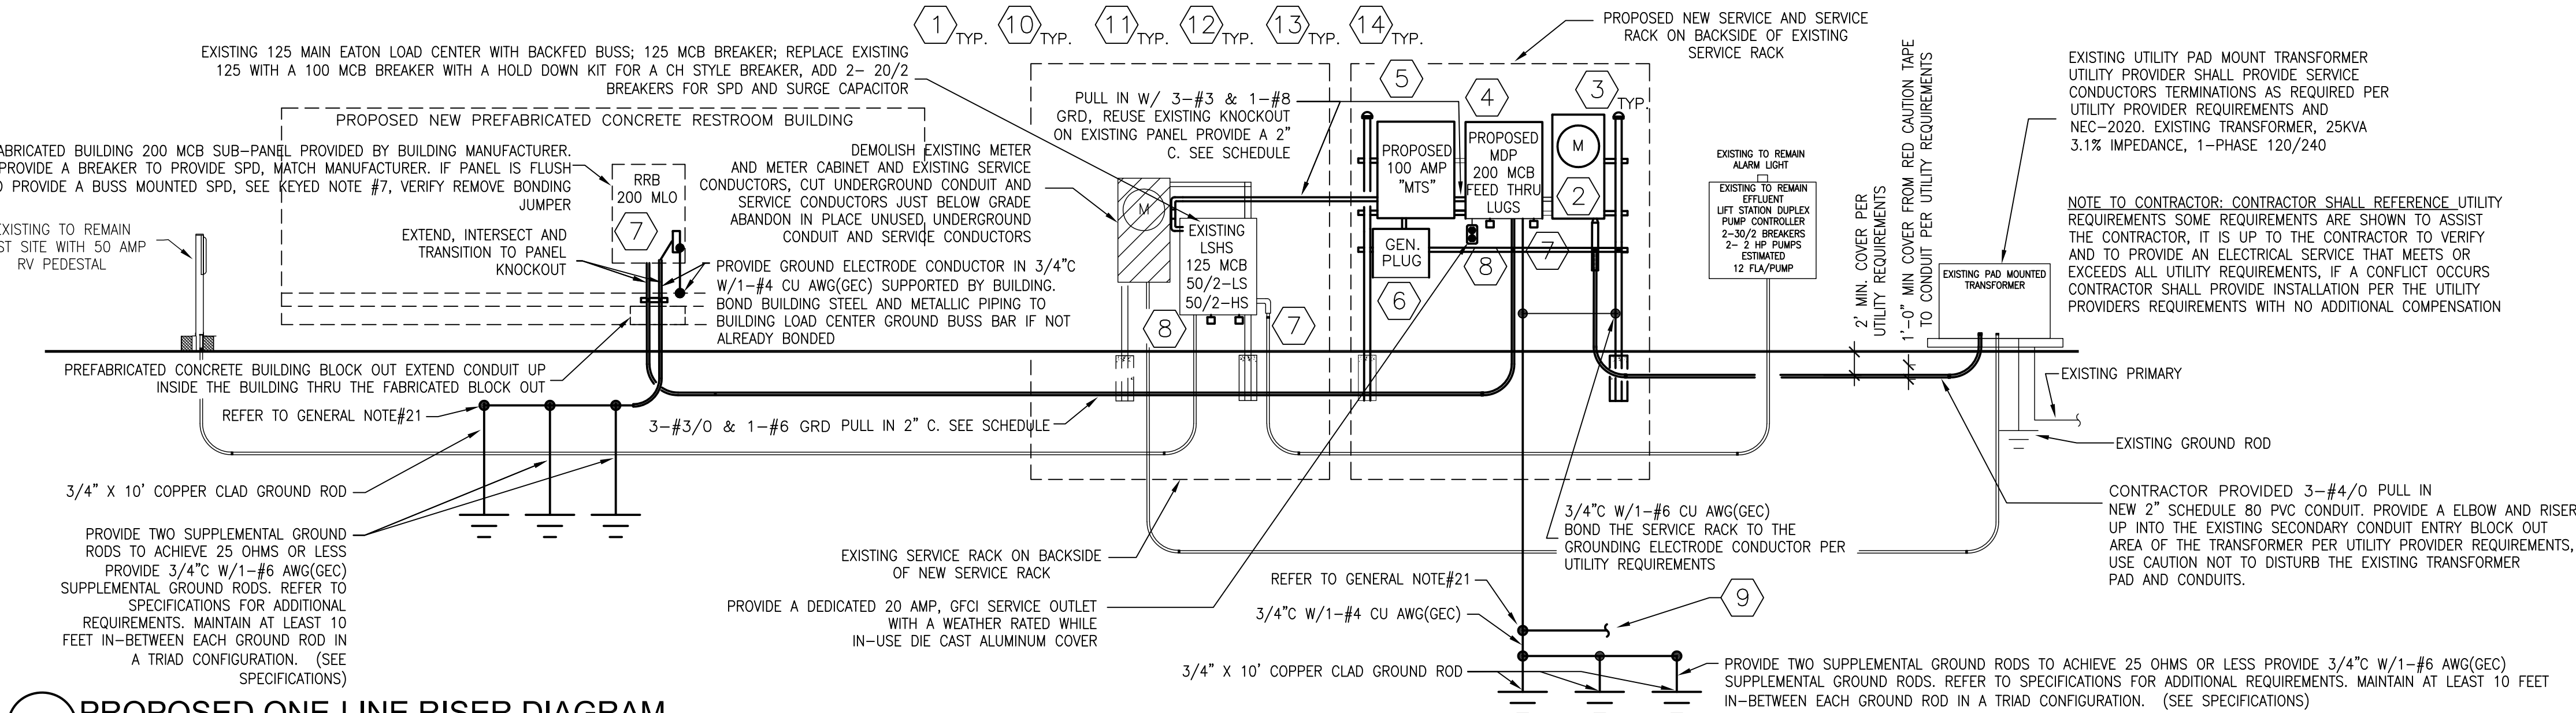 1 TYP.
10 TYP.
11 TYP.
12 TYP.
13 TYP.
14 TYP.
EXISTING 125 MAIN EATON LOAD CENTER WITH BACKFED BUSS; 125 MCB BREAKER; REPLACE EXISTING
125 WITH A 100 MCB BREAKER WITH A HOLD DOWN KIT FOR A CH STYLE BREAKER, ADD 2- 20/2
BREAKERS FOR SPD AND SURGE CAPACITOR
PROPOSED NEW PREFABRICATED CONCRETE RESTROOM BUILDING
ABRICATED BUILDING 200 MCB SUB-PANEL PROVIDED BY BUILDING MANUFACTURER.
PROVIDE A BREAKER TO PROVIDE SPD, MATCH MANUFACTURER. IF PANEL IS FLUSH
PROVIDE A BUSS MOUNTED SPD, SEE KEYED NOTE #7, VERIFY REMOVE BONDING
JUMPER
RRB
200 MLO
7
EXISTING TO REMAIN
ST SITE WITH 50 AMP
RV PEDESTAL
EXTEND, INTERSECT AND
TRANSITION TO PANEL
KNOCKOUT
PROVIDE GROUND ELECTRODE CONDUCTOR IN 3/4"C
W/1-#4 CU AWG(GEC) SUPPORTED BY BUILDING.
BOND BUILDING STEEL AND METALLIC PIPING TO
BUILDING LOAD CENTER GROUND BUSS BAR IF NOT
ALREADY BONDED
DEMOLISH EXISTING METER
AND METER CABINET AND EXISTING SERVICE
CONDUCTORS, CUT UNDERGROUND CONDUIT AND
SERVICE CONDUCTORS JUST BELOW GRADE
ABANDON IN PLACE UNUSED UNDERGROUND
CONDUIT AND SERVICE CONDUCTORS
PULL IN W/ 3-#3 & 1-#8
GRD, REUSE EXISTING KNOCKOUT
ON EXISTING PANEL PROVIDE A 2"
C. SEE SCHEDULE
M
EXISTING
LSHS
125 MCB
50/2-LS
50/2-HS
8
7
PROPOSED NEW SERVICE AND SERVICE
RACK ON BACKSIDE OF EXISTING
SERVICE RACK
5
4
3 TYP.
PROPOSED
100 AMP
"MTS"
PROPOSED
MDP
200 MCB
FEED THRU
LUGS
M
2
GEN.
PLUG
6
8
7
EXISTING TO REMAIN
ALARM LIGHT
EXISTING TO REMAIN
EFFLUENT
LIFT STATION DUPLEX
PUMP CONTROLLER
2-30/2 BREAKERS
2- 2 HP PUMPS
ESTIMATED
12 FLA/PUMP
2' MIN. COVER PER
UTILITY REQUIREMENTS
1'-0" MIN COVER FROM RED CAUTION TAPE
TO CONDUIT PER UTILITY REQUIREMENTS
EXISTING UTILITY PAD MOUNT TRANSFORMER
UTILITY PROVIDER SHALL PROVIDE SERVICE
CONDUCTORS TERMINATIONS AS REQUIRED PER
UTILITY PROVIDER REQUIREMENTS AND
NEC-2020. EXISTING TRANSFORMER, 25KVA
3.1% IMPEDANCE, 1-PHASE 120/240
NOTE TO CONTRACTOR: CONTRACTOR SHALL REFERENCE UTILITY
REQUIREMENTS SOME REQUIREMENTS ARE SHOWN TO ASSIST
THE CONTRACTOR, IT IS UP TO THE CONTRACTOR TO VERIFY
AND TO PROVIDE AN ELECTRICAL SERVICE THAT MEETS OR
EXCEEDS ALL UTILITY REQUIREMENTS, IF A CONFLICT OCCURS
CONTRACTOR SHALL PROVIDE INSTALLATION PER THE UTILITY
PROVIDERS REQUIREMENTS WITH NO ADDITIONAL COMPENSATION
EXISTING PAD MOUNTED
TRANSFORMER
EXISTING PRIMARY
EXISTING GROUND ROD
PREFABRICATED CONCRETE BUILDING BLOCK OUT EXTEND CONDUIT UP
INSIDE THE BUILDING THRU THE FABRICATED BLOCK OUT
REFER TO GENERAL NOTE#21
3-#3/0 & 1-#6 GRD PULL IN 2" C. SEE SCHEDULE
3/4" X 10' COPPER CLAD GROUND ROD
PROVIDE TWO SUPPLEMENTAL GROUND
RODS TO ACHIEVE 25 OHMS OR LESS
PROVIDE 3/4"C W/1-#6 AWG(GEC)
SUPPLEMENTAL GROUND RODS. REFER TO
SPECIFICATIONS FOR ADDITIONAL
REQUIREMENTS. MAINTAIN AT LEAST 10
FEET IN-BETWEEN EACH GROUND ROD IN
A TRIAD CONFIGURATION. (SEE
SPECIFICATIONS)
EXISTING SERVICE RACK ON BACKSIDE
OF NEW SERVICE RACK
PROVIDE A DEDICATED 20 AMP, GFCI SERVICE OUTLET
WITH A WEATHER RATED WHILE
IN-USE DIE CAST ALUMINUM COVER
3/4"C W/1-#6 CU AWG(GEC)
BOND THE SERVICE RACK TO THE
GROUNDING ELECTRODE CONDUCTOR PER
UTILITY REQUIREMENTS
REFER TO GENERAL NOTE#21
3/4"C W/1-#4 CU AWG(GEC)
9
3/4" X 10' COPPER CLAD GROUND ROD
CONTRACTOR PROVIDED 3-#4/0 PULL IN
NEW 2" SCHEDULE 80 PVC CONDUIT. PROVIDE A ELBOW AND RISER
UP INTO THE EXISTING SECONDARY CONDUIT ENTRY BLOCK OUT
AREA OF THE TRANSFORMER PER UTILITY PROVIDER REQUIREMENTS,
USE CAUTION NOT TO DISTURB THE EXISTING TRANSFORMER
PAD AND CONDUITS.
PROVIDE TWO SUPPLEMENTAL GROUND RODS TO ACHIEVE 25 OHMS OR LESS PROVIDE 3/4"C W/1-#6 AWG(GEC)
SUPPLEMENTAL GROUND RODS. REFER TO SPECIFICATIONS FOR ADDITIONAL REQUIREMENTS. MAINTAIN AT LEAST 10 FEET
IN-BETWEEN EACH GROUND ROD IN A TRIAD CONFIGURATION. (SEE SPECIFICATIONS)
PROPOSED ONE LINE RISER DIAGRAM